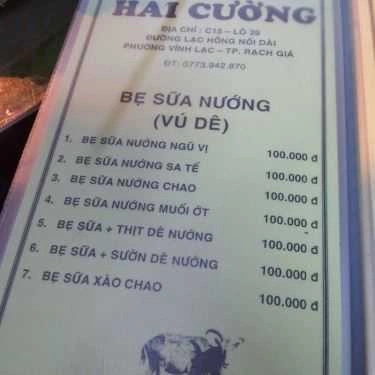 HAI CƯỜNG
ĐỊA CHỈ : C15 – LÔ 20
ĐƯỜNG LẠC HỒNG NỐI DÀI
PHƯỜNG VĨNH LẠC – TP. RẠCH GIÁ
ĐT: 0773.942.870
BẸ SỮA NƯỚNG
(VÚ DÊ)
1. BẸ SỮA NƯỚNG NGŨ VỊ 100.000 đ
2. BẸ SỮA NƯỚNG SA TẾ 100.000 đ
3. BẸ SỮA NƯỚNG CHAO 100.000 đ
4. BẸ SỮA NƯỚNG MUỐI ỚT 100.000 đ
5. BẸ SỮA + THỊT DÊ NƯỚNG 100.000 đ
6. BẸ SỮA + SƯỜN DÊ NƯỚNG 100.000 đ
7. BẸ SỮA XÀO CHAO 100.000 đ